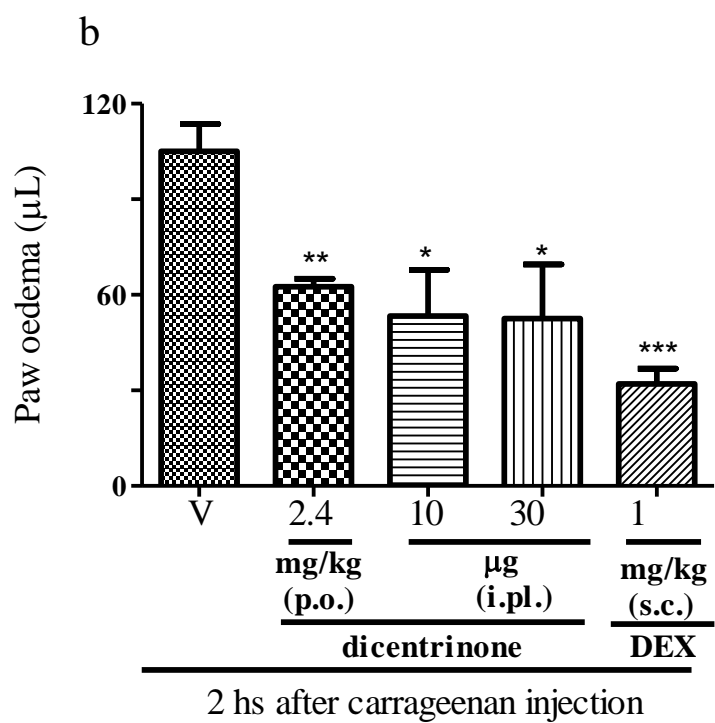 b
Paw oedema (μL)
120
60
0
**
*
*
***
V 2.4 10 30 1
mg/kg μg mg/kg
(p.o.) (i.pl.) (s.c.)
dicentrinone DEX
2 hs after carrageenan injection